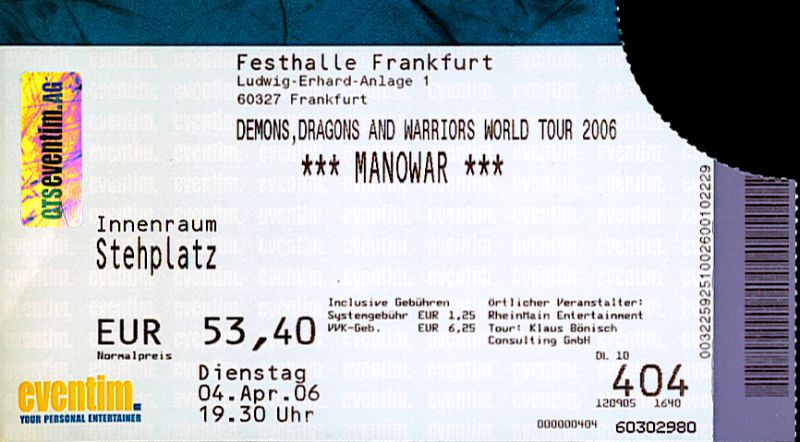 Festhalle Frankfurt
Ludwig-Erhard-Anlage 1
60327 Frankfurt
DEMONS,DRAGONS AND WARRIORS WORLD TOUR 2006
*** MANOWAR ***
QTSeventim.AG
Innenraum
Stehplatz
Inclusive Gebühren
Systemgebühr EUR 1,25
VVK-Geb. EUR 6,25
örtlicher Veranstalter:
RheinMain Entertainment
Tour: Klaus Bönisch
Consulting GmbH
EUR 53,40
Normalpreis
Dienstag
04.Apr.06
19.30 Uhr
eventim.
YOUR PERSONAL ENTERTAINER
OL 10
404
120905 1640
000000404 60302980
0032259251002600102229